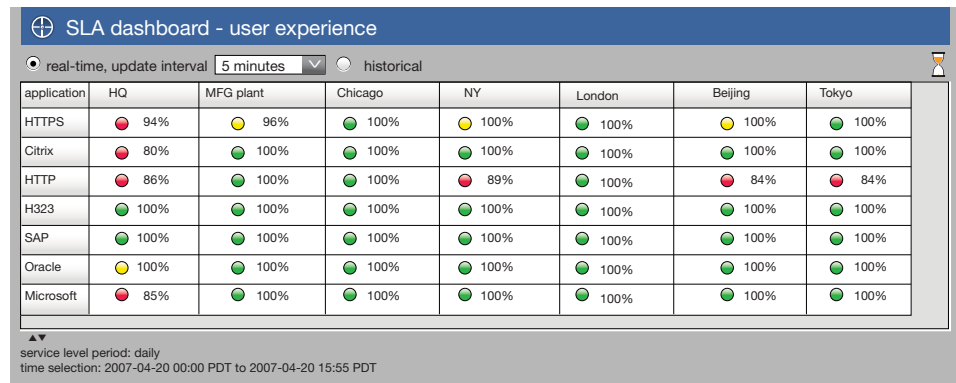 SLA dashboard - user experience
real-time, update interval 5 minutes historical
application HQ MFG plant Chicago NY London Beijing Tokyo
HTTPS 94% 96% 100% 100% 100% 100% 100%
Citrix 80% 100% 100% 100% 100% 100% 100%
HTTP 86% 100% 100% 89% 100% 84% 84%
H323 100% 100% 100% 100% 100% 100% 100%
SAP 100% 100% 100% 100% 100% 100% 100%
Oracle 100% 100% 100% 100% 100% 100% 100%
Microsoft 85% 100% 100% 100% 100% 100% 100%
service level period: daily
time selection: 2007-04-20 00:00 PDT to 2007-04-20 15:55 PDT